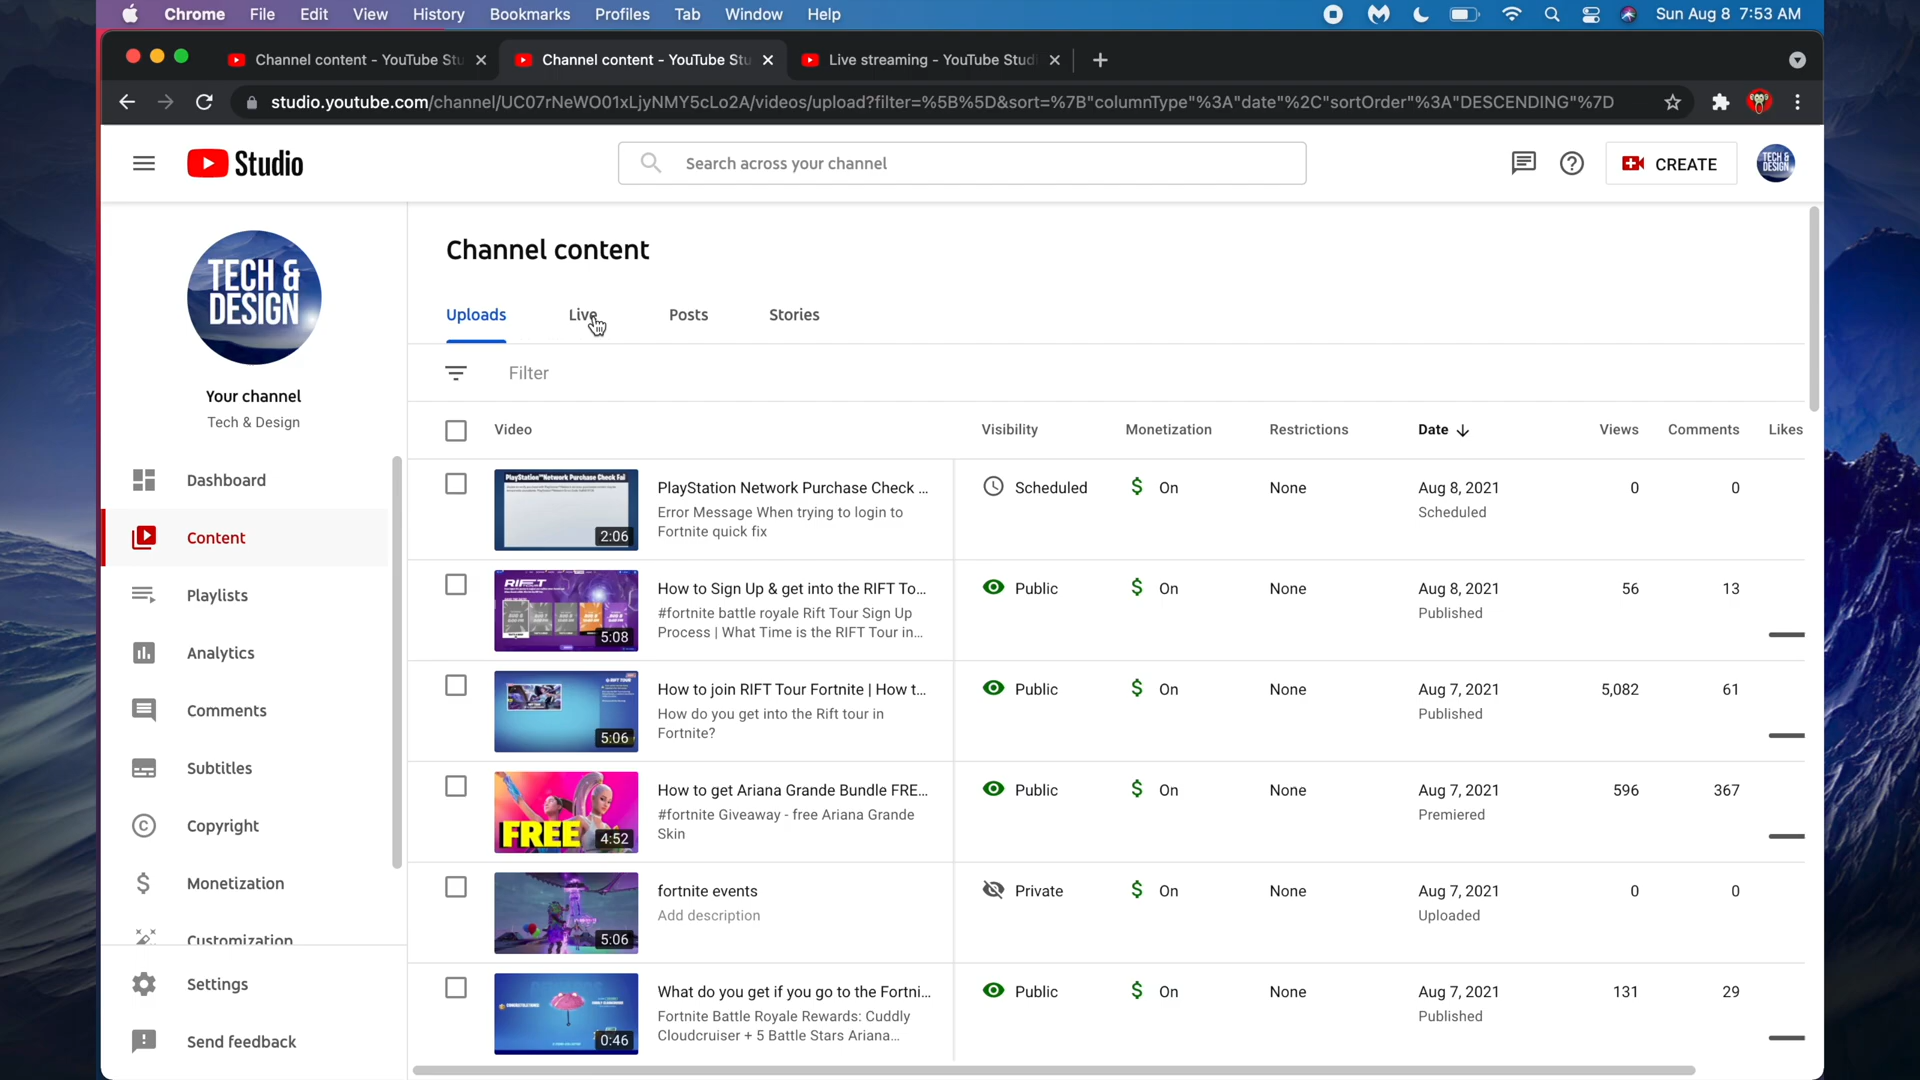 Chrome File Edit View History Bookmarks Profiles Tab Window Help Sun Aug 8 7:53 AM
Channel content - YouTube Stu Channel content - YouTube Stu Live streaming - YouTube Stud
studio.youtube.com/channel/UC07rNeWO01xLjyNMY5cLo2A/videos/upload?filter=%5B%5D&sort=%7B"columnType"%3A"date"%2C"sortOrder"%3A"DESCENDING"%7D
Studio Search across your channel CREATE TECH & DESIGN
TECH &
DESIGN
Your channel
Tech & Design
Dashboard
Content
Playlists
Analytics
Comments
Subtitles
Copyright
Monetization
Customization
Settings
Send feedback
Channel content
Uploads Live Posts Stories
Filter
Video Visibility Monetization Restrictions Date Views Comments Likes
PlayStation™Network Purchase Check Fai
2:06
PlayStation Network Purchase Check ... Scheduled $ On None Aug 8, 2021 0 0
Error Message When trying to login to Scheduled
Fortnite quick fix
RIFT
5:08
How to Sign Up & get into the RIFT To... Public $ On None Aug 8, 2021 56 13
#fortnite battle royale Rift Tour Sign Up Published
Process | What Time is the RIFT Tour in...
5:06
How to join RIFT Tour Fortnite | How t... Public $ On None Aug 7, 2021 5,082 61
How do you get into the Rift tour in Published
Fortnite?
FREE 4:52
How to get Ariana Grande Bundle FRE... Public $ On None Aug 7, 2021 596 367
#fortnite Giveaway - free Ariana Grande Premiered
Skin
5:06
fortnite events Private $ On None Aug 7, 2021 0 0
Add description Uploaded
0:46
What do you get if you go to the Fortni... Public $ On None Aug 7, 2021 131 29
Fortnite Battle Royale Rewards: Cuddly Published
Cloudcruiser + 5 Battle Stars Ariana...